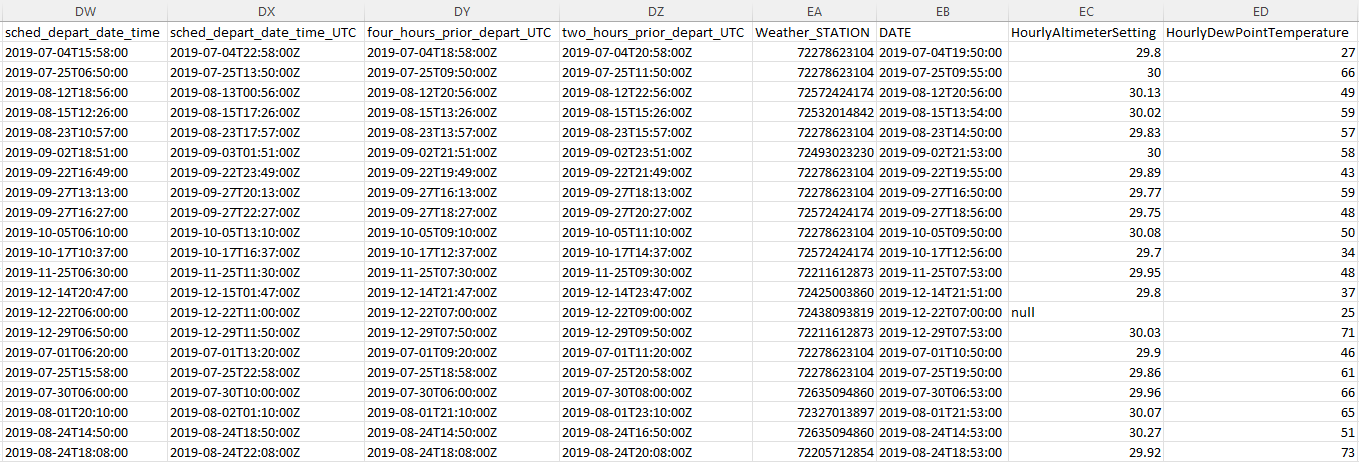 DW DX DY DZ EA EB EC ED
sched_depart_date_time sched_depart_date_time_UTC four_hours_prior_depart_UTC two_hours_prior_depart_UTC Weather_STATION DATE HourlyAltimeterSetting HourlyDewPointTemperature
2019-07-04T15:58:00 2019-07-04T22:58:00Z 2019-07-04T18:58:00Z 2019-07-04T20:58:00Z 72278623104 2019-07-04T19:50:00 29.8 27
2019-07-25T06:50:00 2019-07-25T13:50:00Z 2019-07-25T09:50:00Z 2019-07-25T11:50:00Z 72278623104 2019-07-25T09:55:00 30 66
2019-08-12T18:56:00 2019-08-13T00:56:00Z 2019-08-12T20:56:00Z 2019-08-12T22:56:00Z 72572424174 2019-08-12T20:56:00 30.13 49
2019-08-15T12:26:00 2019-08-15T17:26:00Z 2019-08-15T13:26:00Z 2019-08-15T15:26:00Z 72532014842 2019-08-15T13:54:00 30.02 59
2019-08-23T10:57:00 2019-08-23T17:57:00Z 2019-08-23T13:57:00Z 2019-08-23T15:57:00Z 72278623104 2019-08-23T14:50:00 29.83 57
2019-09-02T18:51:00 2019-09-03T01:51:00Z 2019-09-02T21:51:00Z 2019-09-02T23:51:00Z 72493023230 2019-09-02T21:53:00 30 58
2019-09-22T16:49:00 2019-09-22T23:49:00Z 2019-09-22T19:49:00Z 2019-09-22T21:49:00Z 72278623104 2019-09-22T19:55:00 29.89 43
2019-09-27T13:13:00 2019-09-27T20:13:00Z 2019-09-27T16:13:00Z 2019-09-27T18:13:00Z 72278623104 2019-09-27T16:50:00 29.77 59
2019-09-27T16:27:00 2019-09-27T22:27:00Z 2019-09-27T18:27:00Z 2019-09-27T20:27:00Z 72572424174 2019-09-27T18:56:00 29.75 48
2019-10-05T06:10:00 2019-10-05T13:10:00Z 2019-10-05T09:10:00Z 2019-10-05T11:10:00Z 72278623104 2019-10-05T09:50:00 30.08 50
2019-10-17T10:37:00 2019-10-17T16:37:00Z 2019-10-17T12:37:00Z 2019-10-17T14:37:00Z 72572424174 2019-10-17T12:56:00 29.7 34
2019-11-25T06:30:00 2019-11-25T11:30:00Z 2019-11-25T07:30:00Z 2019-11-25T09:30:00Z 72211612873 2019-11-25T07:53:00 29.95 48
2019-12-14T20:47:00 2019-12-15T01:47:00Z 2019-12-14T21:47:00Z 2019-12-14T23:47:00Z 72425003860 2019-12-14T21:51:00 29.8 37
2019-12-22T06:00:00 2019-12-22T11:00:00Z 2019-12-22T07:00:00Z 2019-12-22T09:00:00Z 72438093819 2019-12-22T07:00:00 null 25
2019-12-29T06:50:00 2019-12-29T11:50:00Z 2019-12-29T07:50:00Z 2019-12-29T09:50:00Z 72211612873 2019-12-29T07:53:00 30.03 71
2019-07-01T06:20:00 2019-07-01T13:20:00Z 2019-07-01T09:20:00Z 2019-07-01T11:20:00Z 72278623104 2019-07-01T10:50:00 29.9 46
2019-07-25T15:58:00 2019-07-25T22:58:00Z 2019-07-25T18:58:00Z 2019-07-25T20:58:00Z 72278623104 2019-07-25T19:50:00 29.86 61
2019-07-30T06:00:00 2019-07-30T10:00:00Z 2019-07-30T06:00:00Z 2019-07-30T08:00:00Z 72635094860 2019-07-30T06:53:00 29.96 66
2019-08-01T20:10:00 2019-08-02T01:10:00Z 2019-08-01T21:10:00Z 2019-08-01T23:10:00Z 72327013897 2019-08-01T21:53:00 30.07 65
2019-08-24T14:50:00 2019-08-24T18:50:00Z 2019-08-24T14:50:00Z 2019-08-24T16:50:00Z 72635094860 2019-08-24T14:53:00 30.27 51
2019-08-24T18:08:00 2019-08-24T22:08:00Z 2019-08-24T18:08:00Z 2019-08-24T20:08:00Z 72205712854 2019-08-24T18:53:00 29.92 73